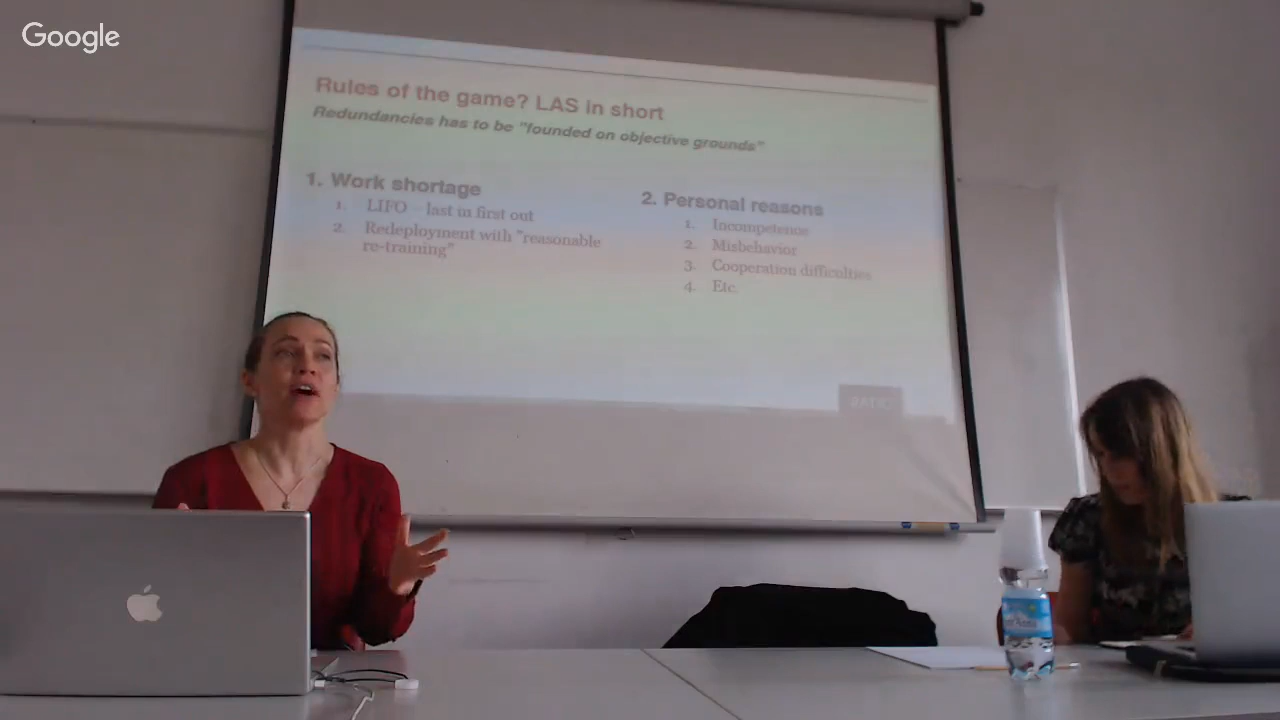 Google
Rules of the game? LAS in short
Redundancies has to be "founded on objective grounds"
1. Work shortage
1. LIFO – last in first out
2. Redeployment with "reasonable
re-training"
2. Personal reasons
1. Incompetence
2. Misbehavior
3. Cooperation difficulties
4. Etc.
RATIO